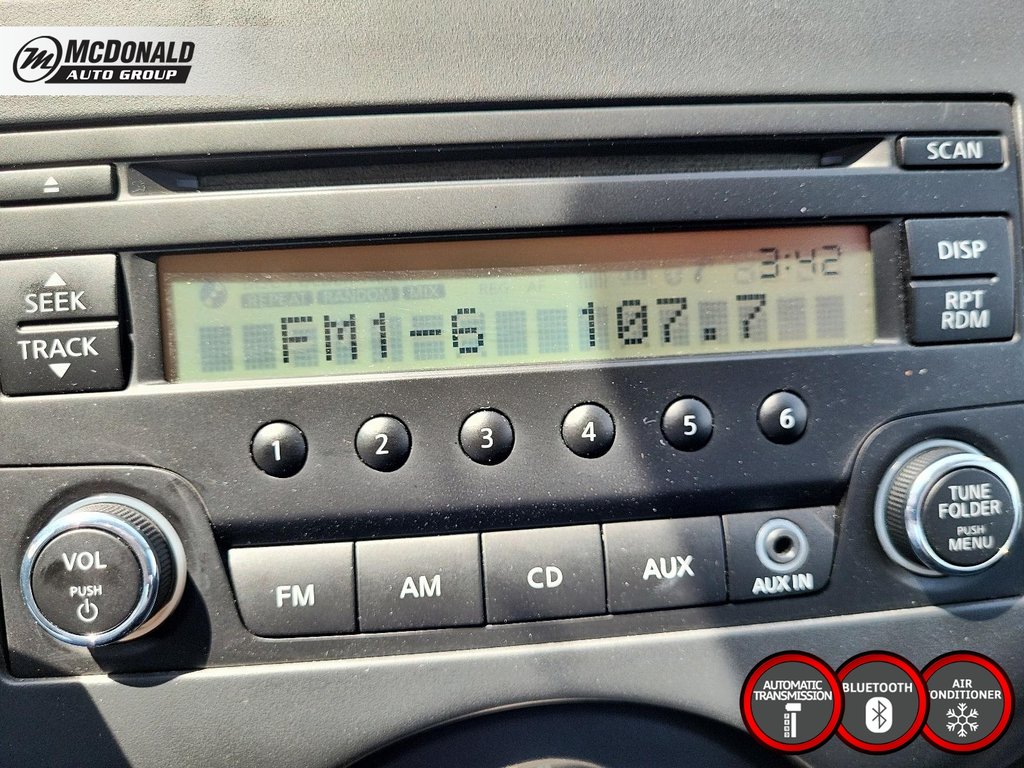 McDONALD
AUTO GROUP
SCAN
DISP
3:42
SEEK
REPEAT RANDOM MIX
REG AF
RPT
RDM
FM1-6 107.7
TRACK
1 2 3 4 5 6
TUNE
FOLDER
PUSH
MENU
VOL
PUSH
FM AM CD AUX
AUX IN
AUTOMATIC
TRANSMISSION
BLUETOOTH
AIR
CONDITIONER